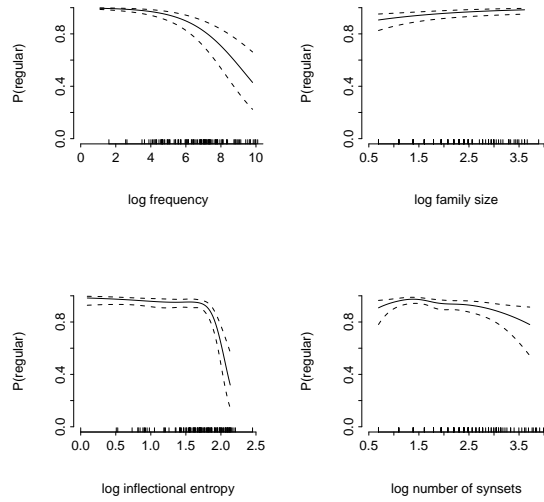 P(regular)
0.0 0.4 0.8
0 2 4 6 8 10
log frequency
P(regular)
0.0 0.4 0.8
0.5 1.5 2.5 3.5
log family size
P(regular)
0.0 0.4 0.8
0.0 0.5 1.0 1.5 2.0 2.5
log inflectional entropy
P(regular)
0.0 0.4 0.8
0.5 1.5 2.5 3.5
log number of synsets